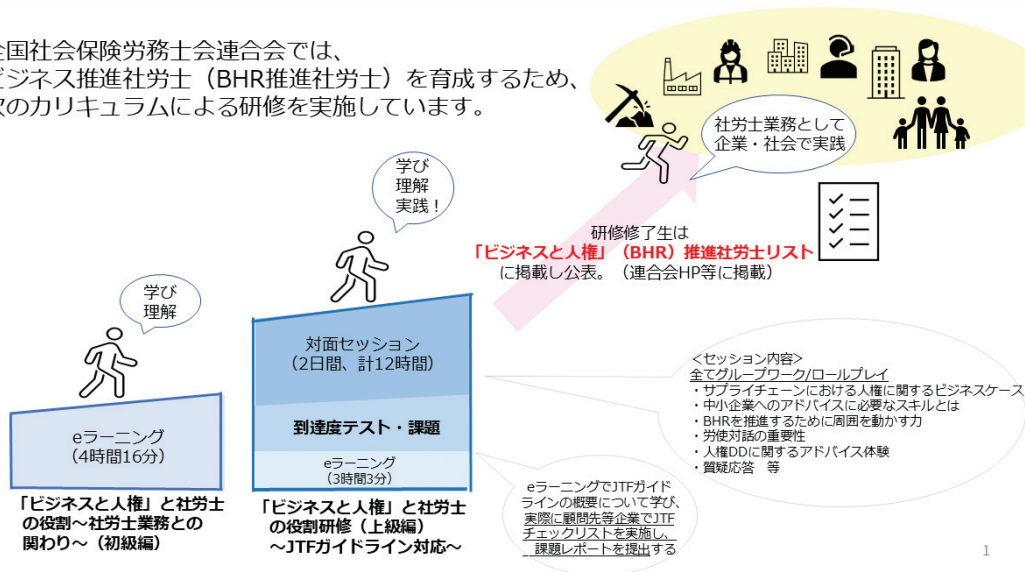 全国社会保険労務士会連合会では、
ビジネス推進社労士（BHR推進社労士）を育成するため、
次のカリキュラムによる研修を実施しています。
社労士業務として
企業・社会で実践
学び
理解
実践！
研修修了生は
「ビジネスと人権」（BHR）推進社労士リスト
に掲載し公表。（連合会HP等に掲載）
学び
理解
対面セッション
（2日間、計12時間）
到達度テスト・課題
eラーニング
（3時間3分）
eラーニング
（4時間16分）
「ビジネスと人権」と社労士
の役割～社労士業務との
関わり～（初級編）
「ビジネスと人権」と社労士
の役割研修（上級編）
～JTFガイドライン対応～
＜セッション内容＞
全てグループワーク/ロールプレイ
・サプライチェーンにおける人権に関するビジネスケース
・中小企業へのアドバイスに必要なスキルとは
・BHRを推進するために周囲を動かす力
・労使対話の重要性
・人権DDに関するアドバイス体験
・質疑応答　等
eラーニングでJTFガイド
ラインの概要について学び、
実際に顧問先等企業でJTF
チェックリストを実施し、
課題レポートを提出する
1